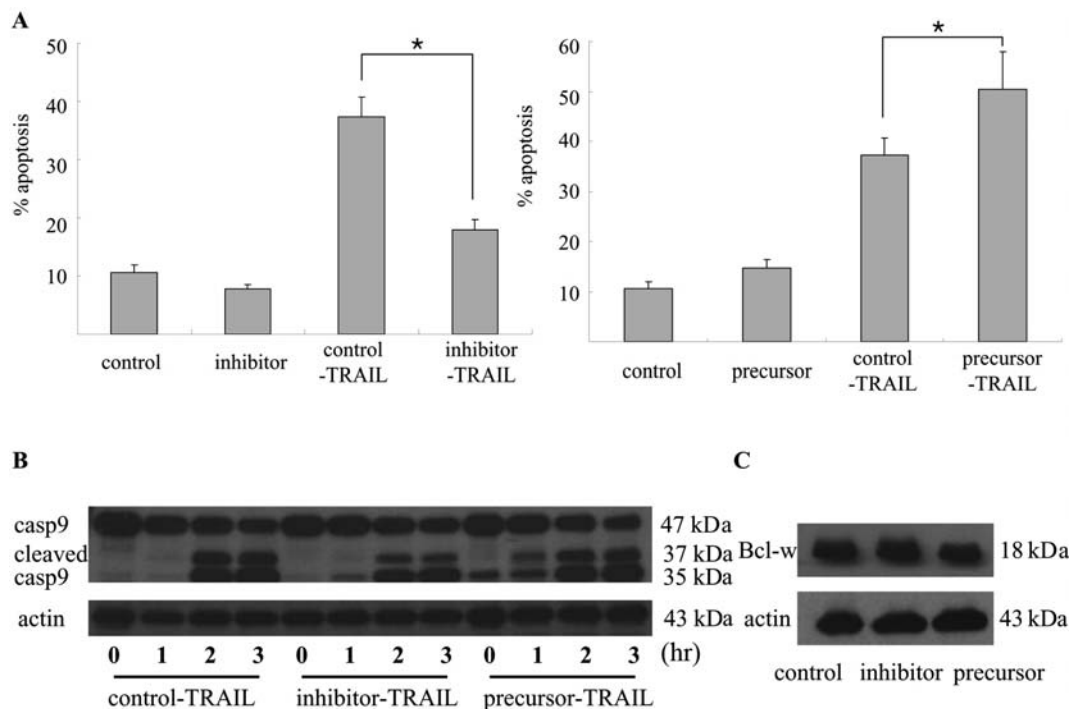 A
% apoptosis
50
40
30
20
10
*
control
inhibitor
control
-TRAIL
inhibitor
-TRAIL
% apoptosis
60
50
40
30
20
10
*
control
precursor
control
-TRAIL
precursor
-TRAIL
B
casp9
47 kDa
cleaved
37 kDa
casp9
35 kDa
actin
43 kDa
0 1 2 3 0 1 2 3 0 1 2 3 (hr)
control-TRAIL inhibitor-TRAIL precursor-TRAIL
C
Bcl-w
18 kDa
actin
43 kDa
control inhibitor precursor